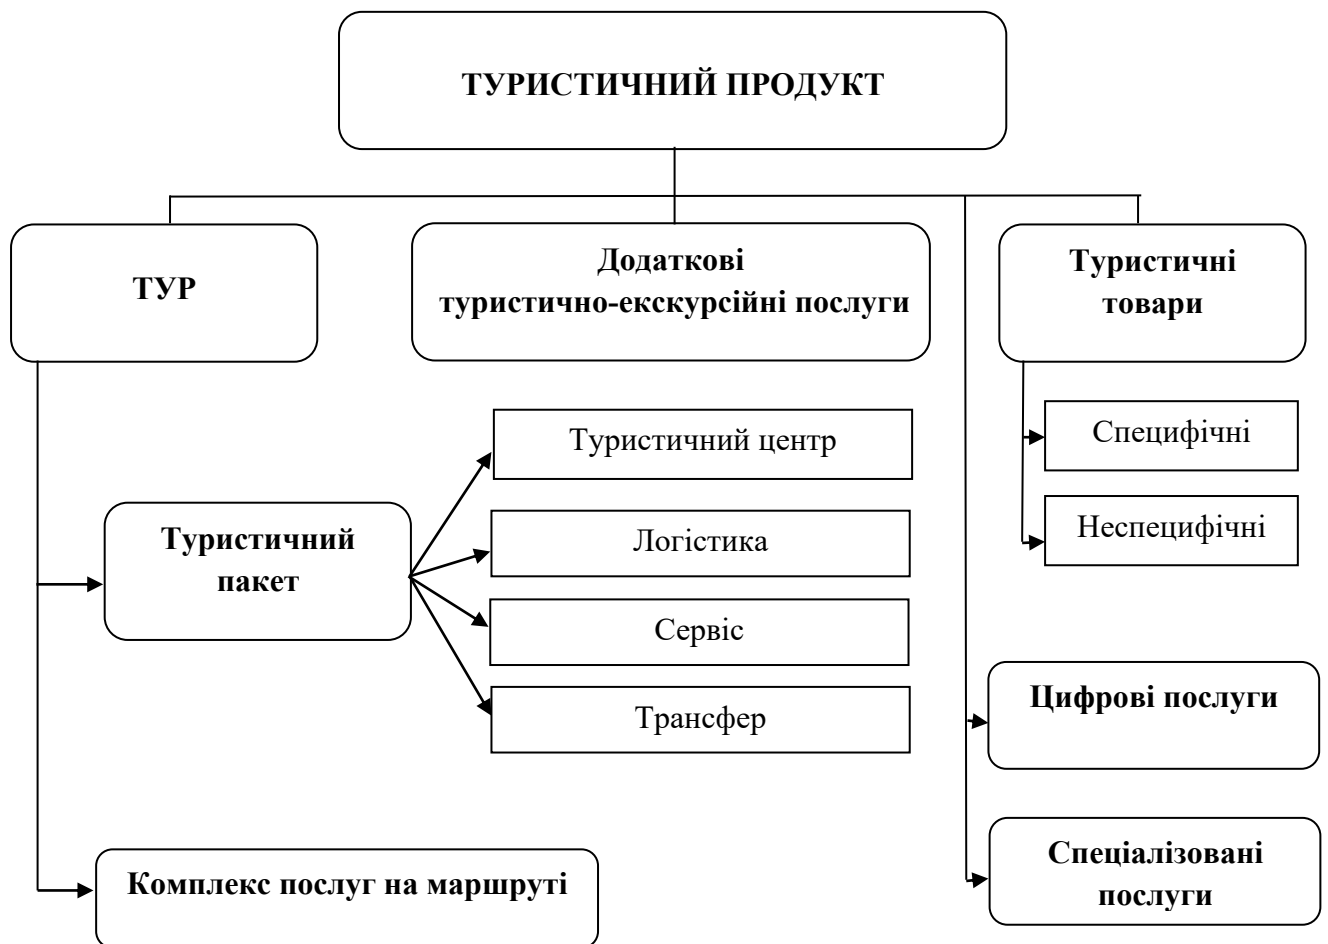 ТУРИСТИЧНИЙ ПРОДУКТ
ТУР
Додаткові
туристично-екскурсійні послуги
Туристичні
товари
Туристичний центр
Специфічні
Логістика
Неспецифічні
Туристичний
пакет
Сервіс
Трансфер
Цифрові послуги
Комплекс послуг на маршруті
Спеціалізовані
послуги